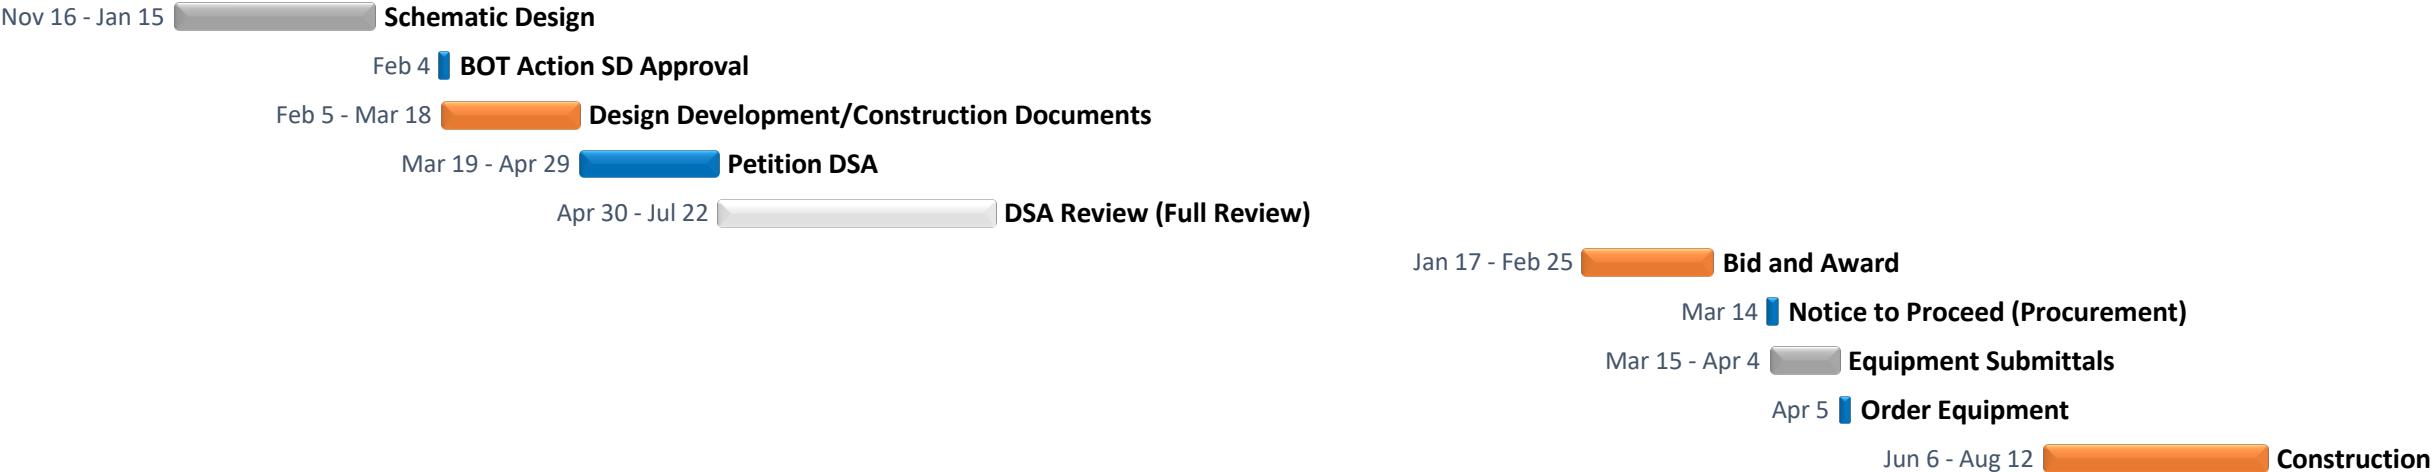 Nov 16 - Jan 15 Schematic Design
Feb 4 BOT Action SD Approval
Feb 5 - Mar 18 Design Development/Construction Documents
Mar 19 - Apr 29 Petition DSA
Apr 30 - Jul 22 DSA Review (Full Review)
Jan 17 - Feb 25 Bid and Award
Mar 14 Notice to Proceed (Procurement)
Mar 15 - Apr 4 Equipment Submittals
Apr 5 Order Equipment
Jun 6 - Aug 12 Construction